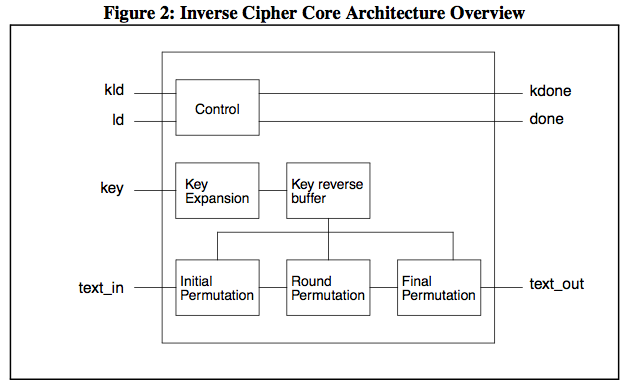 Figure 2: Inverse Cipher Core Architecture Overview
kld
kdone
Control
ld
done
key
Key
Expansion
Key reverse
buffer
text_in
Initial
Permutation
Round
Permutation
Final
Permutation
text_out